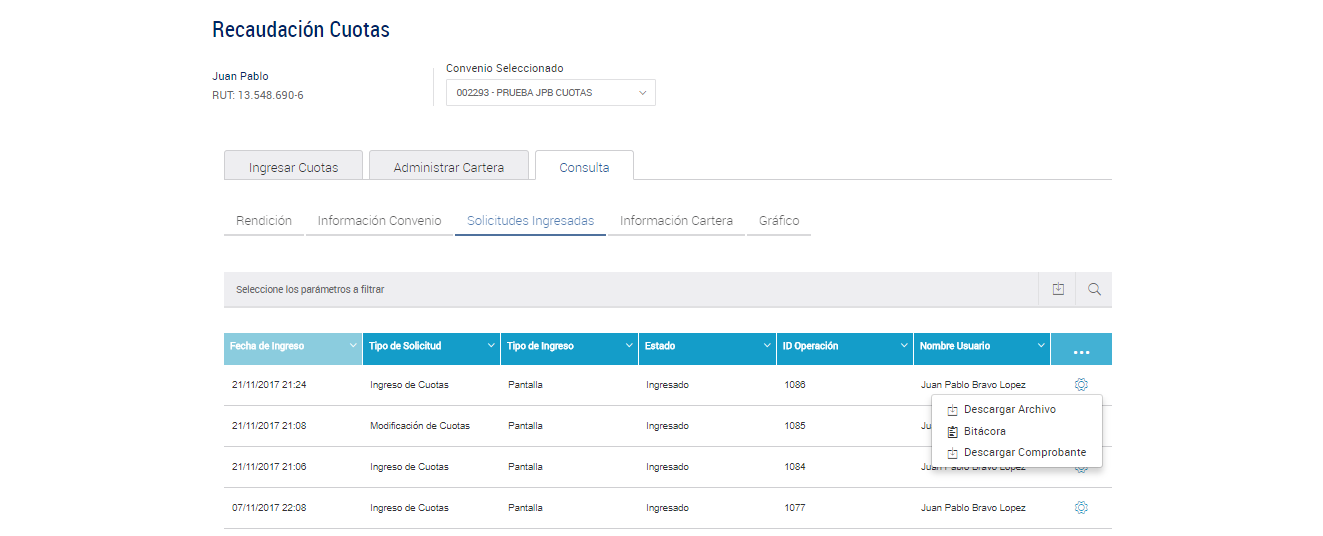 Recaudación Cuotas
Juan Pablo
RUT: 13.548.690-6
Convenio Seleccionado
002293 - PRUEBA JPB CUOTAS
Ingresar Cuotas Administrar Cartera Consulta
Rendición Información Convenio Solicitudes Ingresadas Información Cartera Gráfico
Seleccione los parámetros a filtrar
Fecha de Ingreso Tipo de Solicitud Tipo de Ingreso Estado ID Operación Nombre Usuario ...
21/11/2017 21:24 Ingreso de Cuotas Pantalla Ingresado 1086 Juan Pablo Bravo Lopez
Descargar Archivo
21/11/2017 21:08 Modificación de Cuotas Pantalla Ingresado 1085 Ju
Bitácora
Descargar Comprobante
21/11/2017 21:06 Ingreso de Cuotas Pantalla Ingresado 1084 Juan Pablo Bravo Lopez
07/11/2017 22:08 Ingreso de Cuotas Pantalla Ingresado 1077 Juan Pablo Bravo Lopez